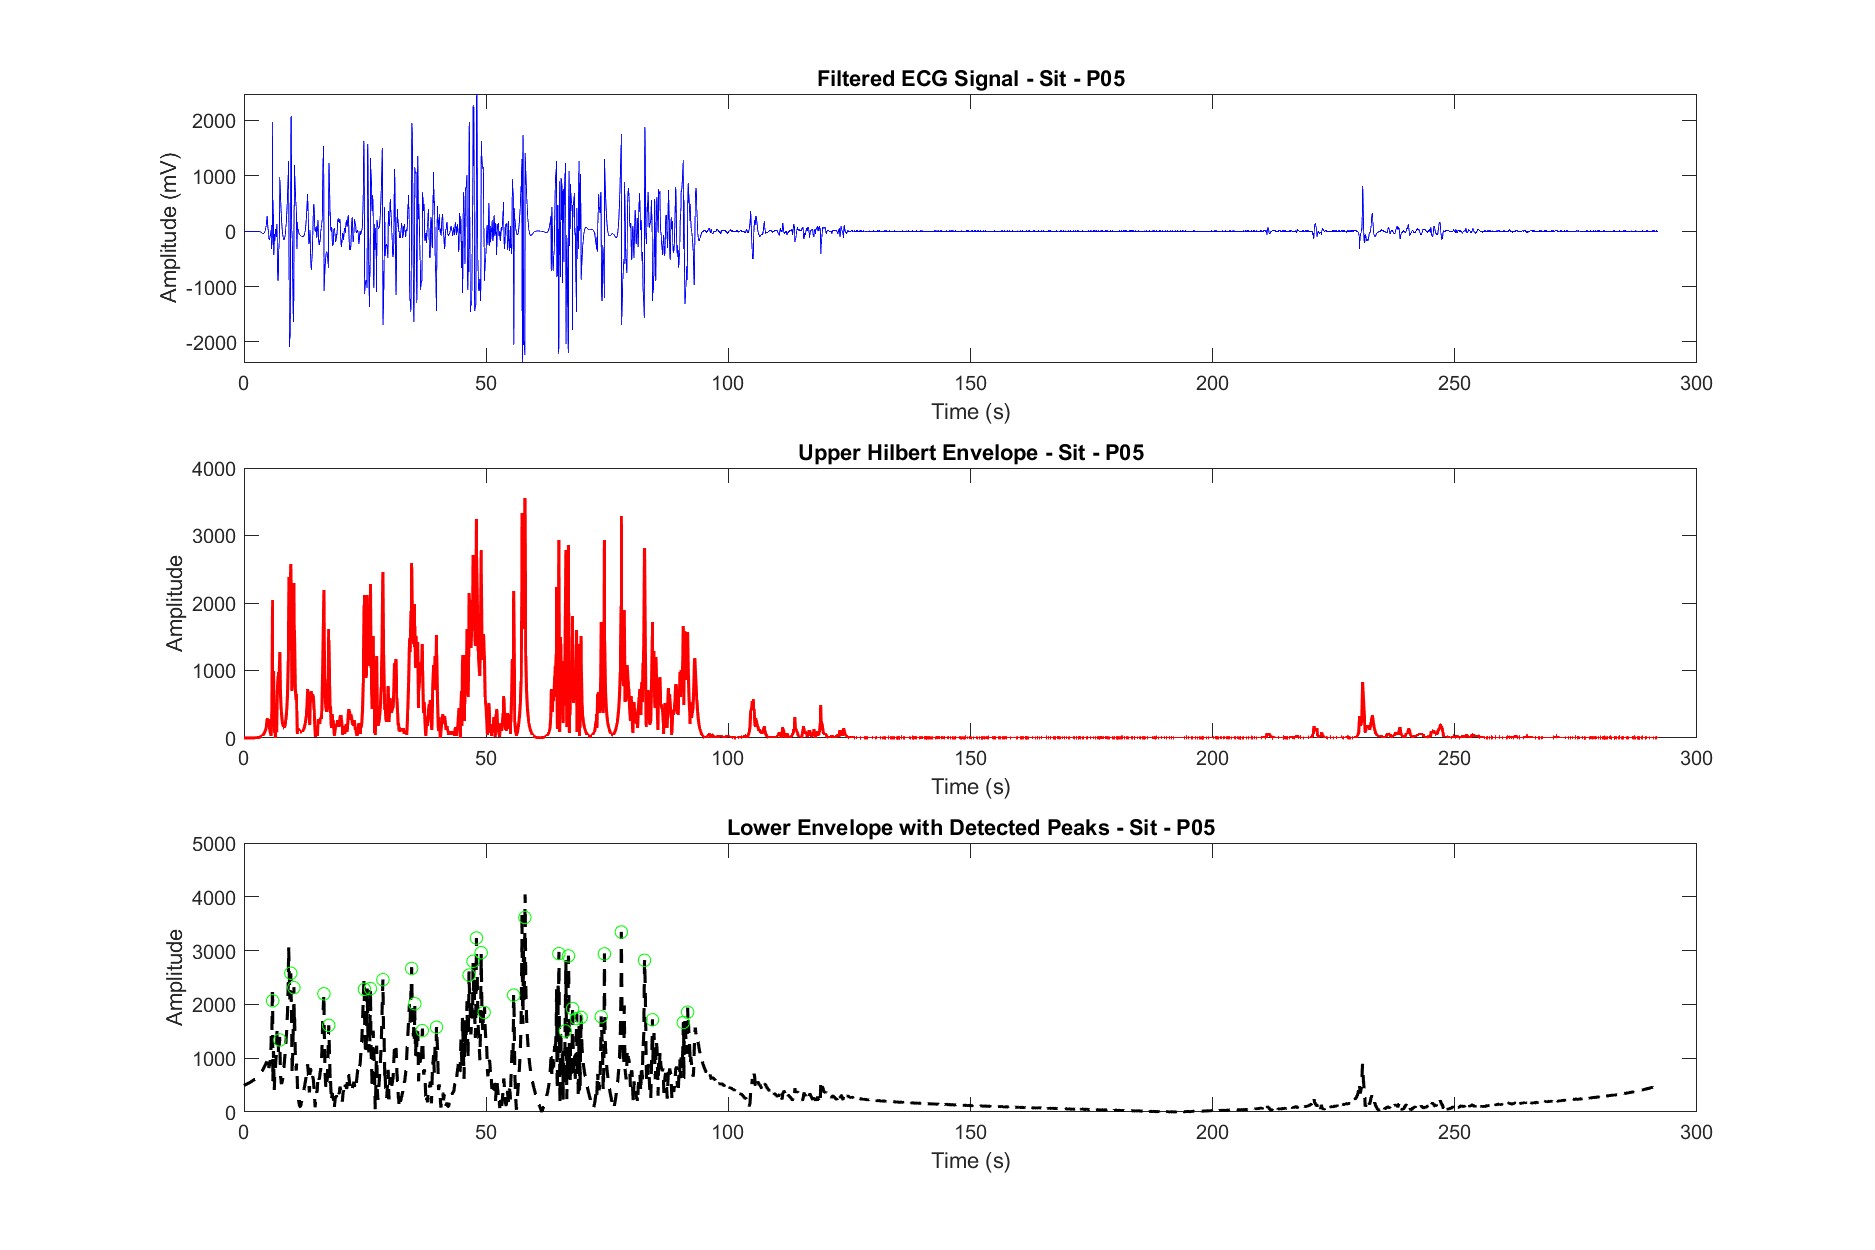 Filtered ECG Signal - Sit - P05
Amplitude (mV)
2000
1000
0
-1000
-2000
0 50 100 150 200 250 300
Time (s)
Upper Hilbert Envelope - Sit - P05
Amplitude
4000
3000
2000
1000
0
0 50 100 150 200 250 300
Time (s)
Lower Envelope with Detected Peaks - Sit - P05
Amplitude
5000
4000
3000
2000
1000
0
0 50 100 150 200 250 300
Time (s)